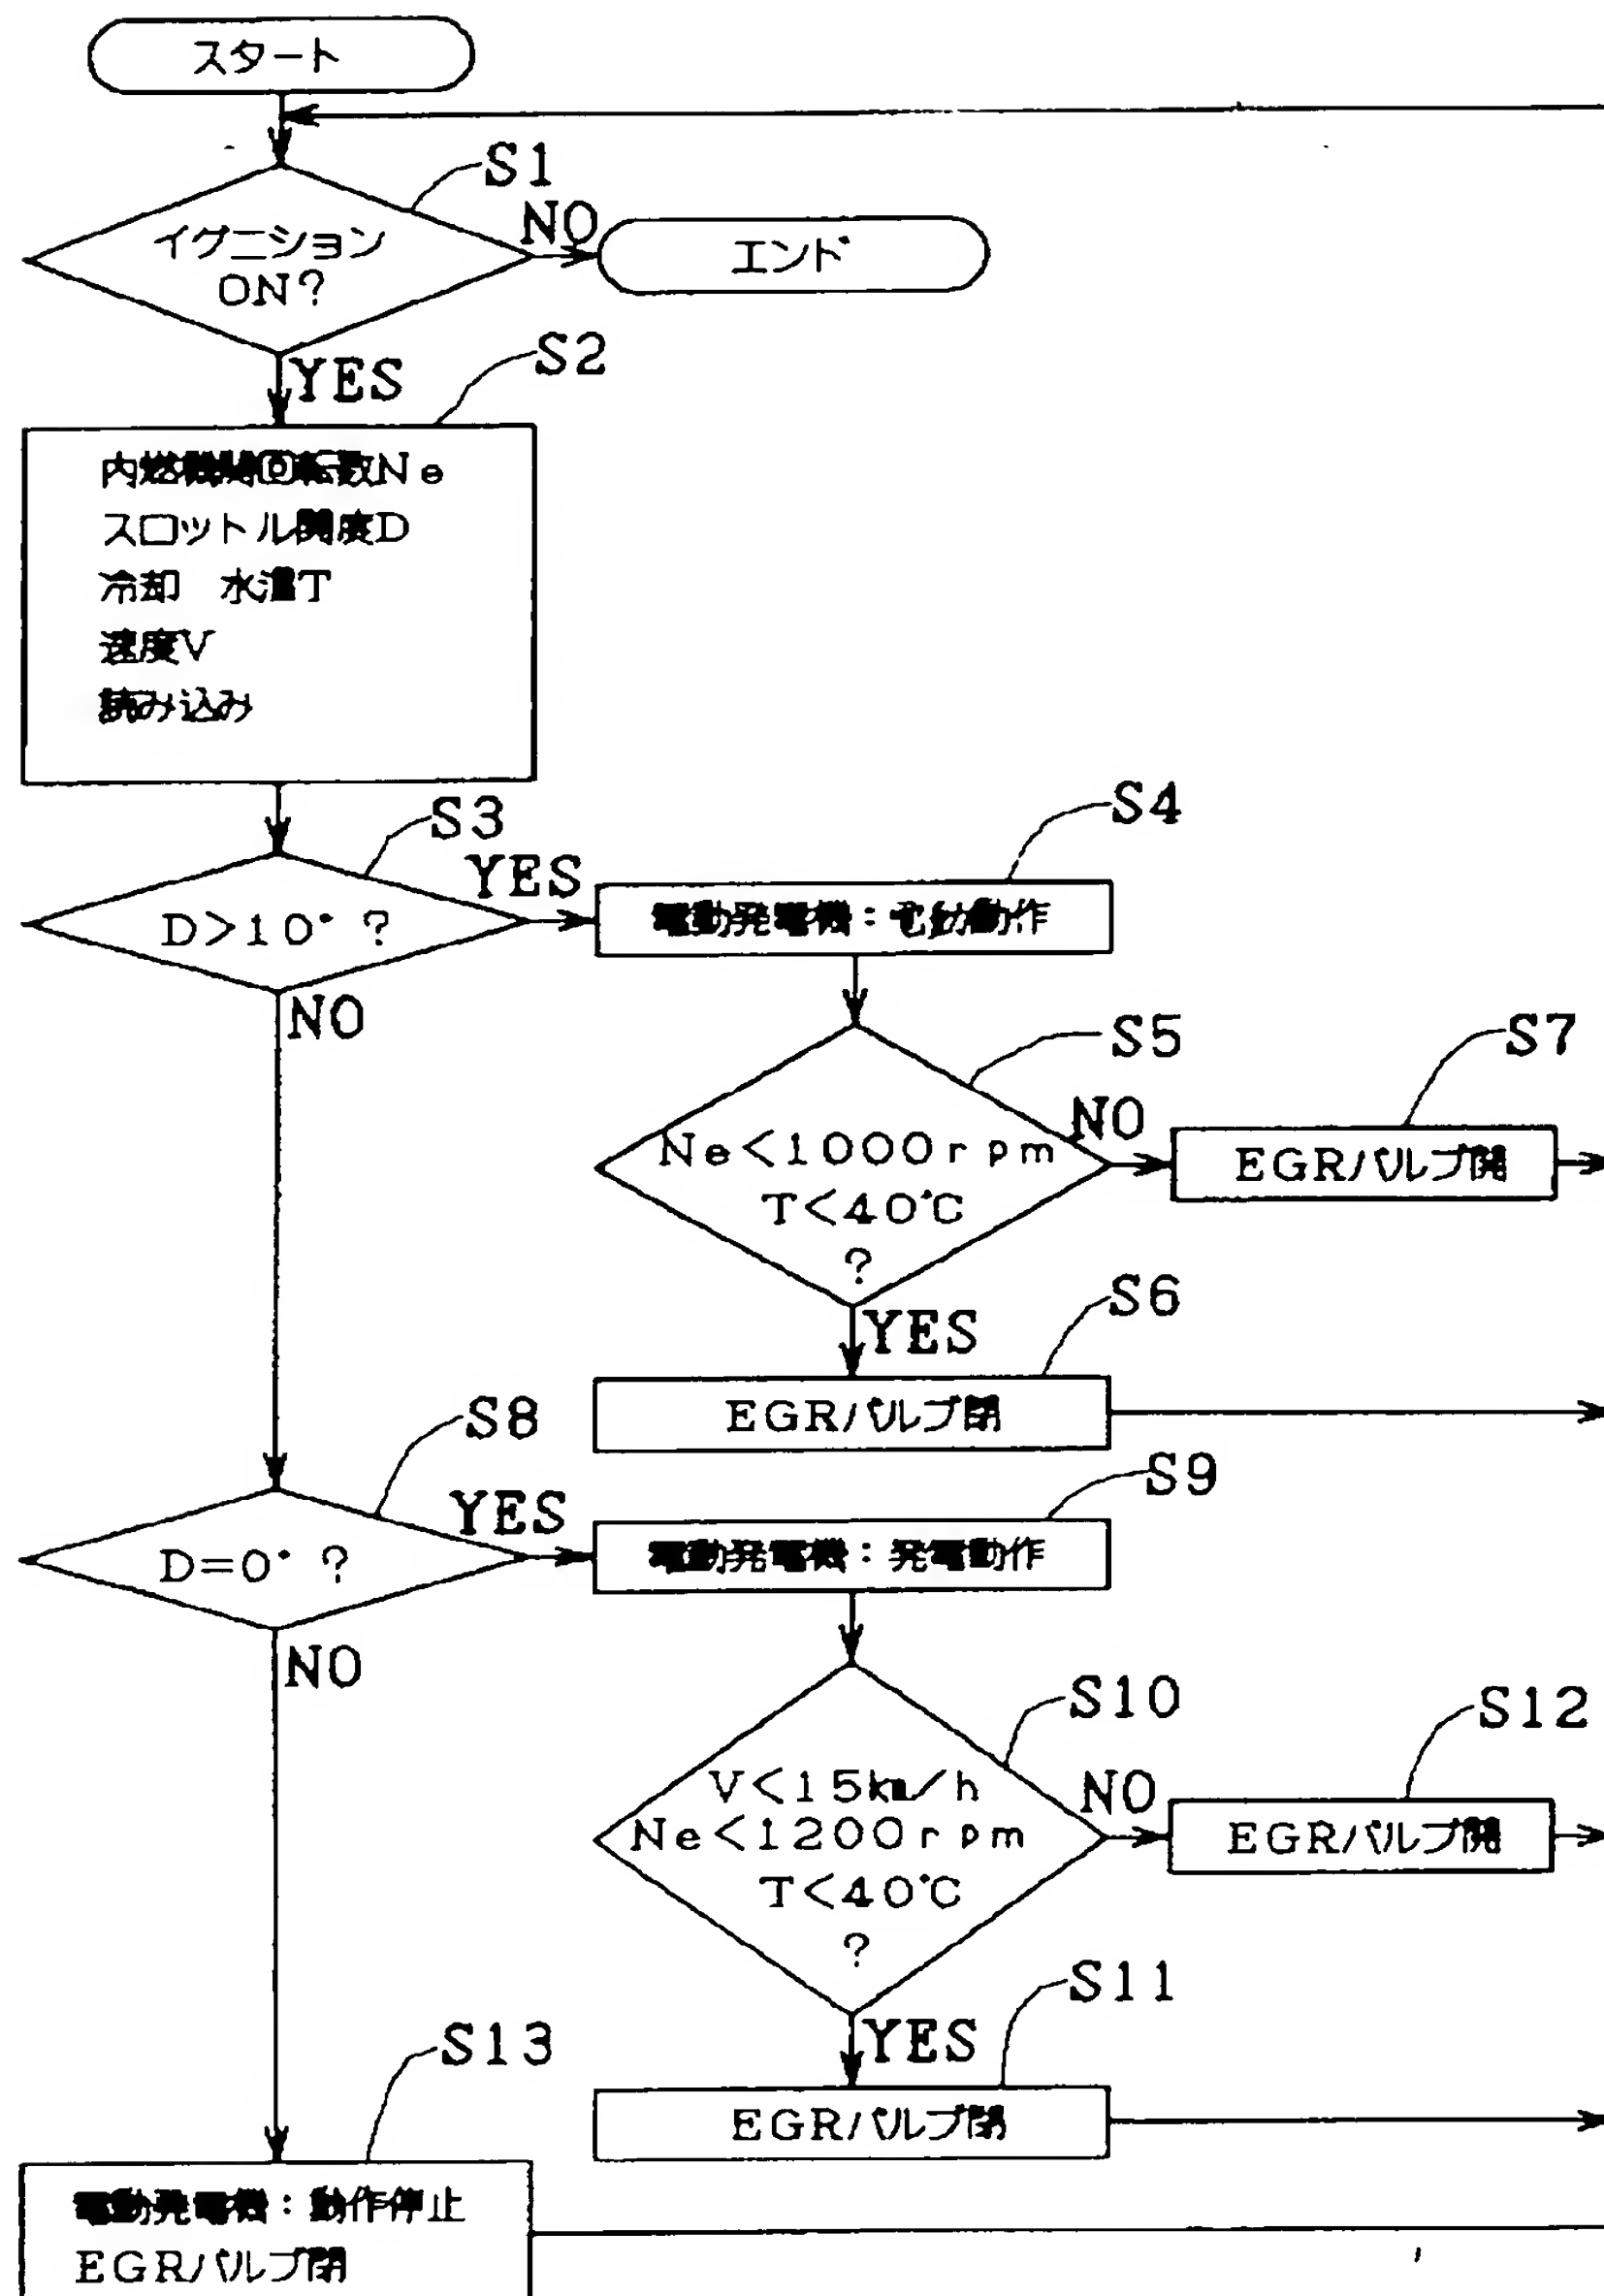 スタート
S1
イグニション
ON?
NO
エンド
YES
S2
内燃機関回転数Ne
スロットル開度D
冷却 水温T
速度V
読み込み
S3
D>10°?
YES
NO
S4
電動発電機:電動動作
S5
Ne<1000rpm
T<40℃
?
NO
S7
EGRバルブ開
YES
S6
EGRバルブ閉
S8
D=0°?
YES
NO
S9
電動発電機:発電動作
S10
V<15km/h
Ne<1200rpm
T<40℃
?
NO
S12
EGRバルブ開
YES
S11
EGRバルブ閉
S13
電動発電機:動作停止
EGRバルブ閉